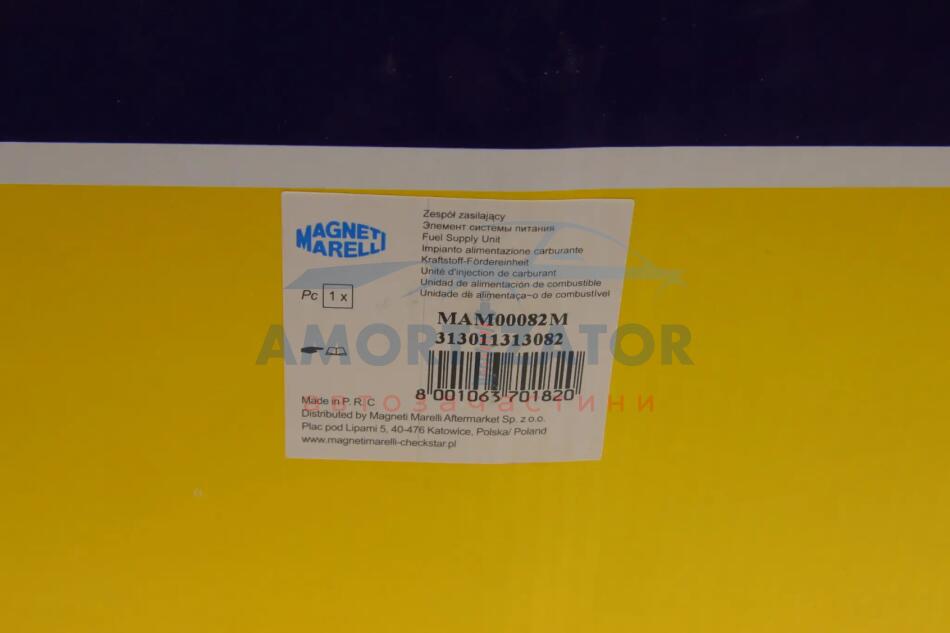 MAGNETI
MARELLI
Zespół zasilający
Элемент системы питания
Fuel Supply Unit
Impianto alimentazione carburante
Kraftstoff-Fördereinheit
Unité d'injection de carburant
Unidad de alimentación de combustible
Unidade de alimentaça-o de combustível
Pc 1 x
MAM00082M
313011313082
8 001063 701820
Made in P. R. C
Distributed by Magneti Marelli Aftermarket Sp. z o.o.
Plac pod Lipami 5, 40-476 Katowice, Polska/ Poland
www.magnetimarelli-checkstar.pl
AMORTIZATOR
автозапчастини